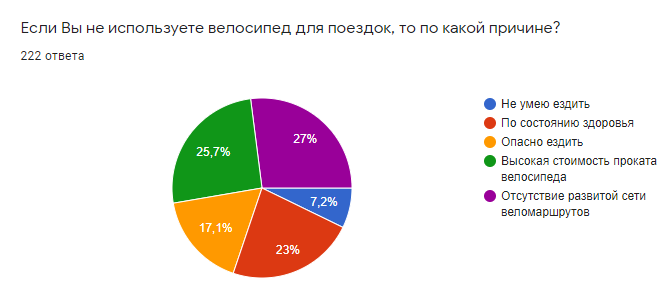 Если Вы не используете велосипед для поездок, то по какой причине?
222 ответа
27%
25,7%
7,2%
17,1%
23%
Не умею ездить
По состоянию здоровья
Опасно ездить
Высокая стоимость проката
велосипеда
Отсутствие развитой сети
веломаршрутов